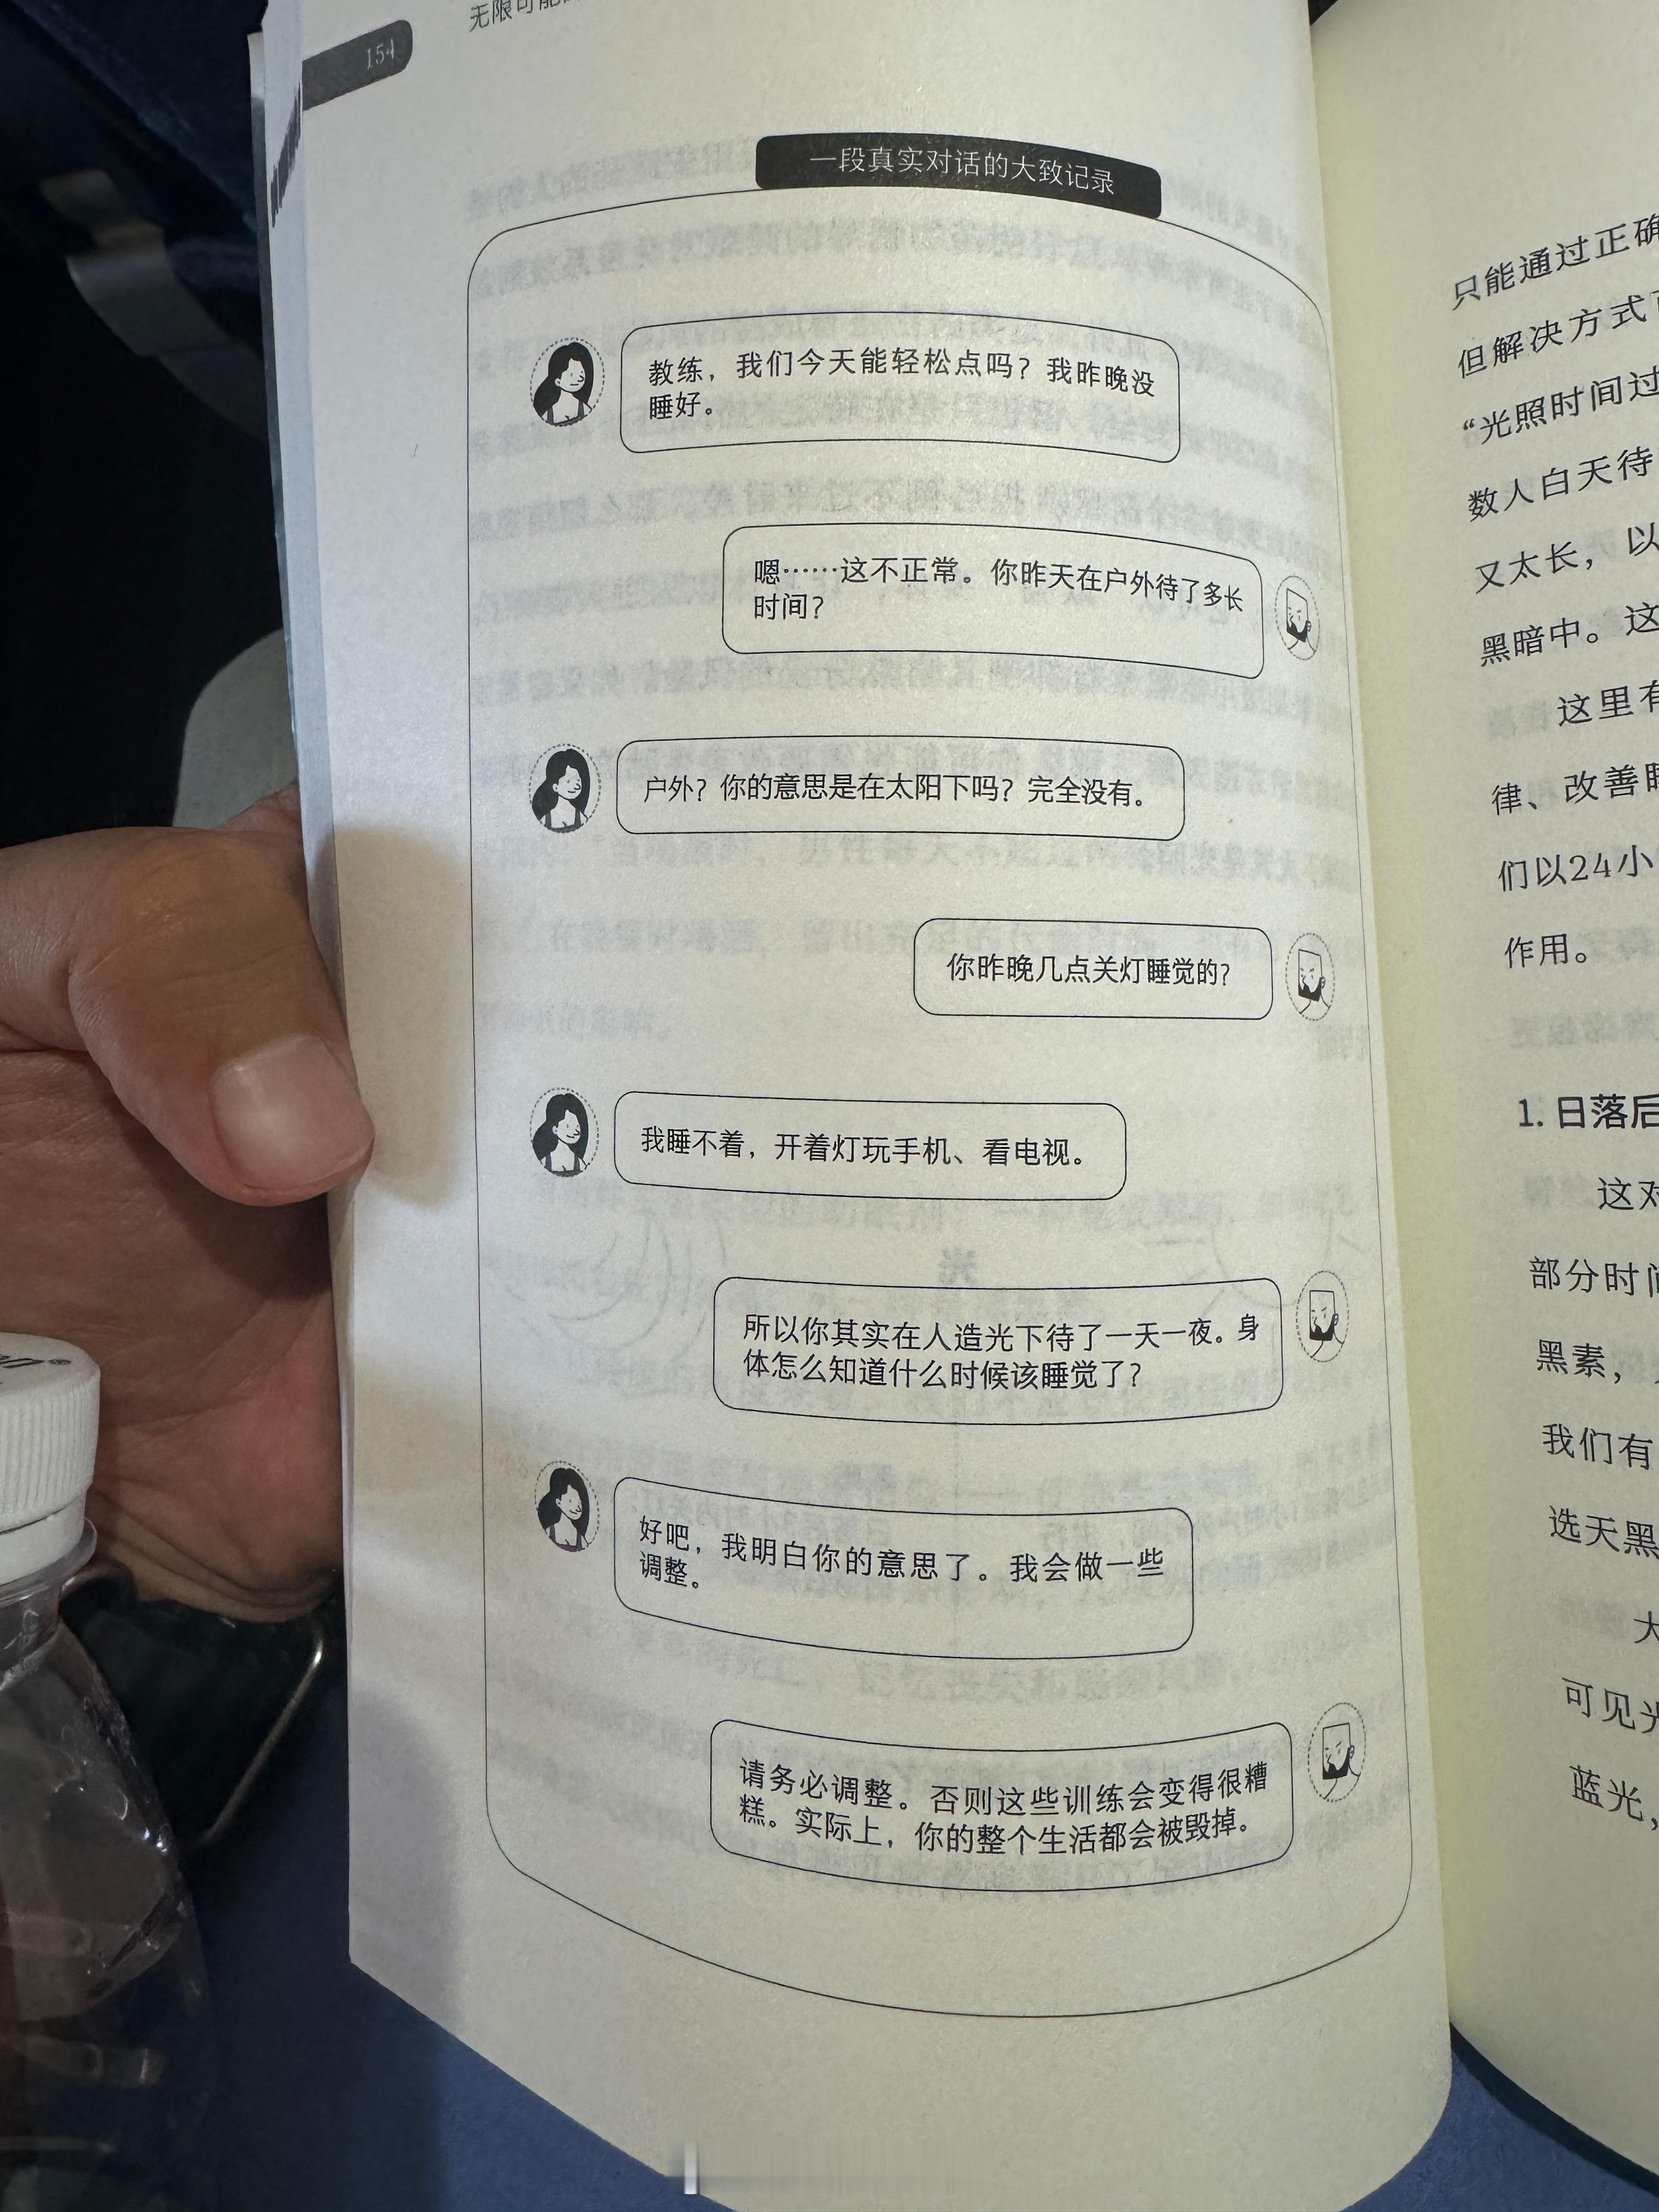 154
无限可能
一段真实对话的大致记录
教练，我们今天能轻松点吗？我昨晚没
睡好。
嗯……这不正常。你昨天在户外待了多长
时间？
户外？你的意思是在太阳下吗？完全没有。
你昨晚几点关灯睡觉的？
我睡不着，开着灯玩手机、看电视。
所以你其实在人造光下待了一天一夜。身
体怎么知道什么时候该睡觉了？
好吧，我明白你的意思了。我会做一些
调整。
请务必调整。否则这些训练会变得很糟
糕。实际上，你的整个生活都会被毁掉。
只能通过正确
但解决方式
“光照时间过
数人白天待
又太长，以
黑暗中。这
这里有
律、改善
们以24小
作用。
1. 日落后
这对
部分时间
黑素，
我们有
选天黑
大
可见光
蓝光，